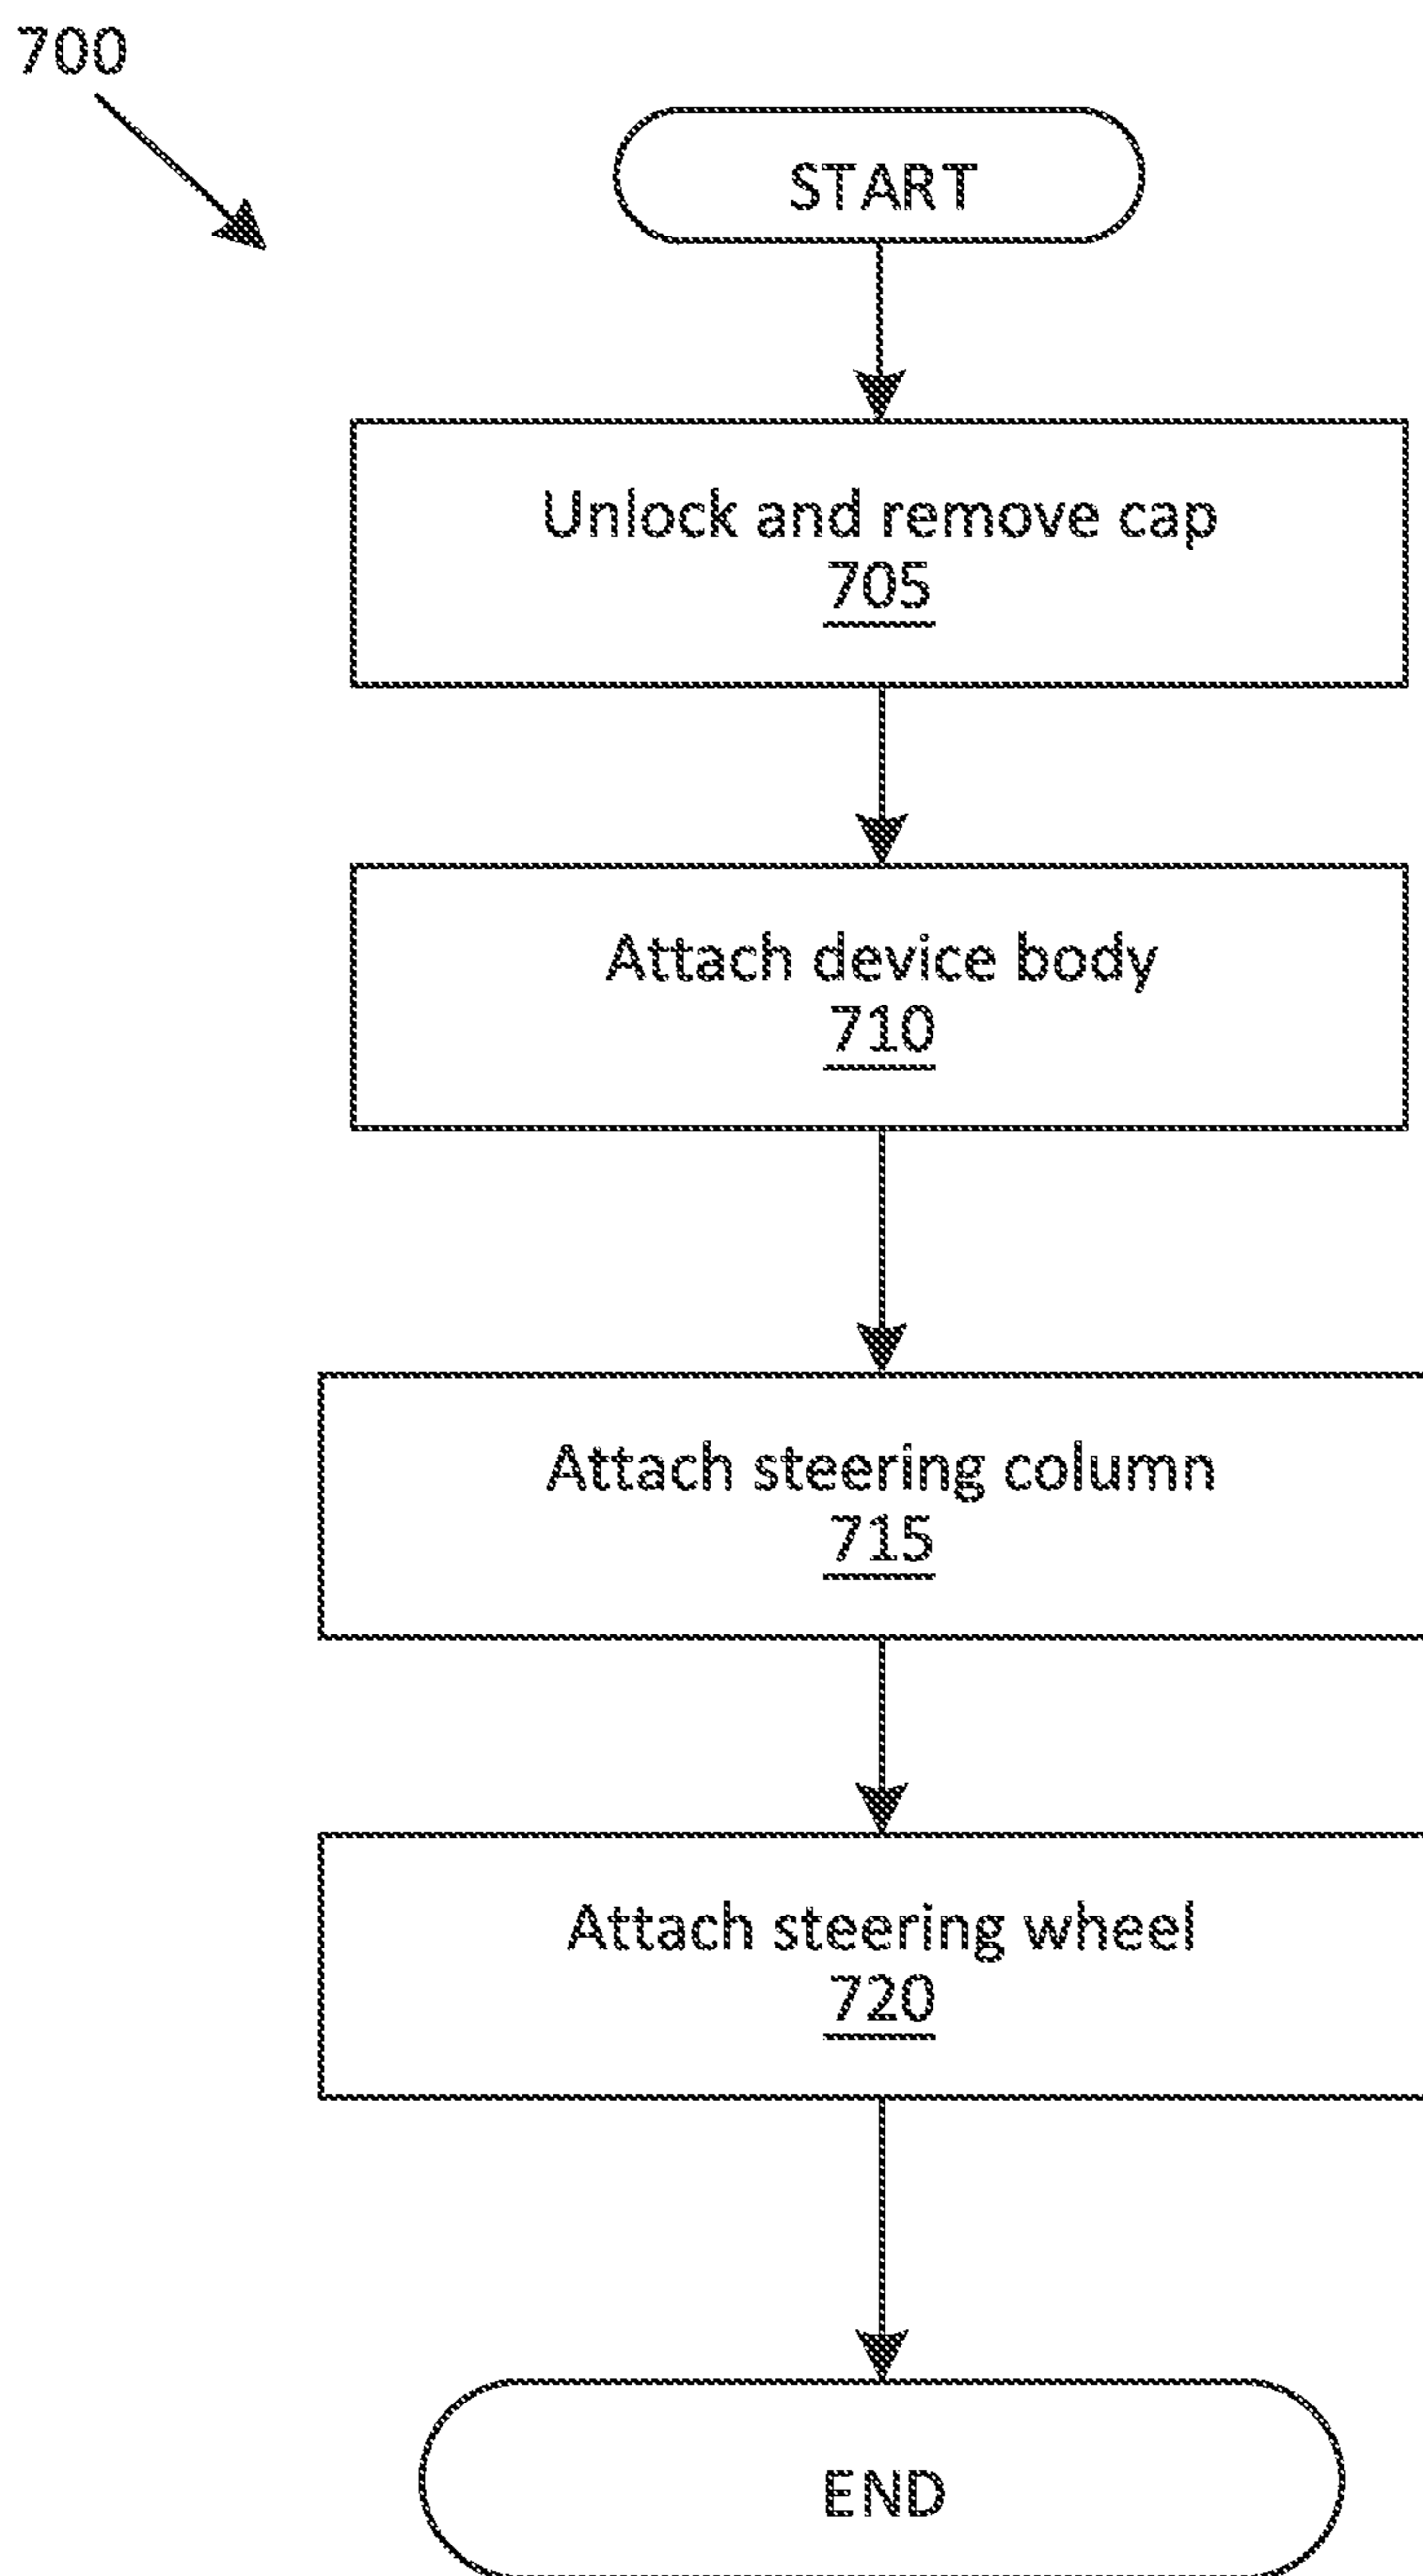 700
START
Unlock and remove cap
705
Attach device body
710
Attach steering column
715
Attach steering wheel
720
END